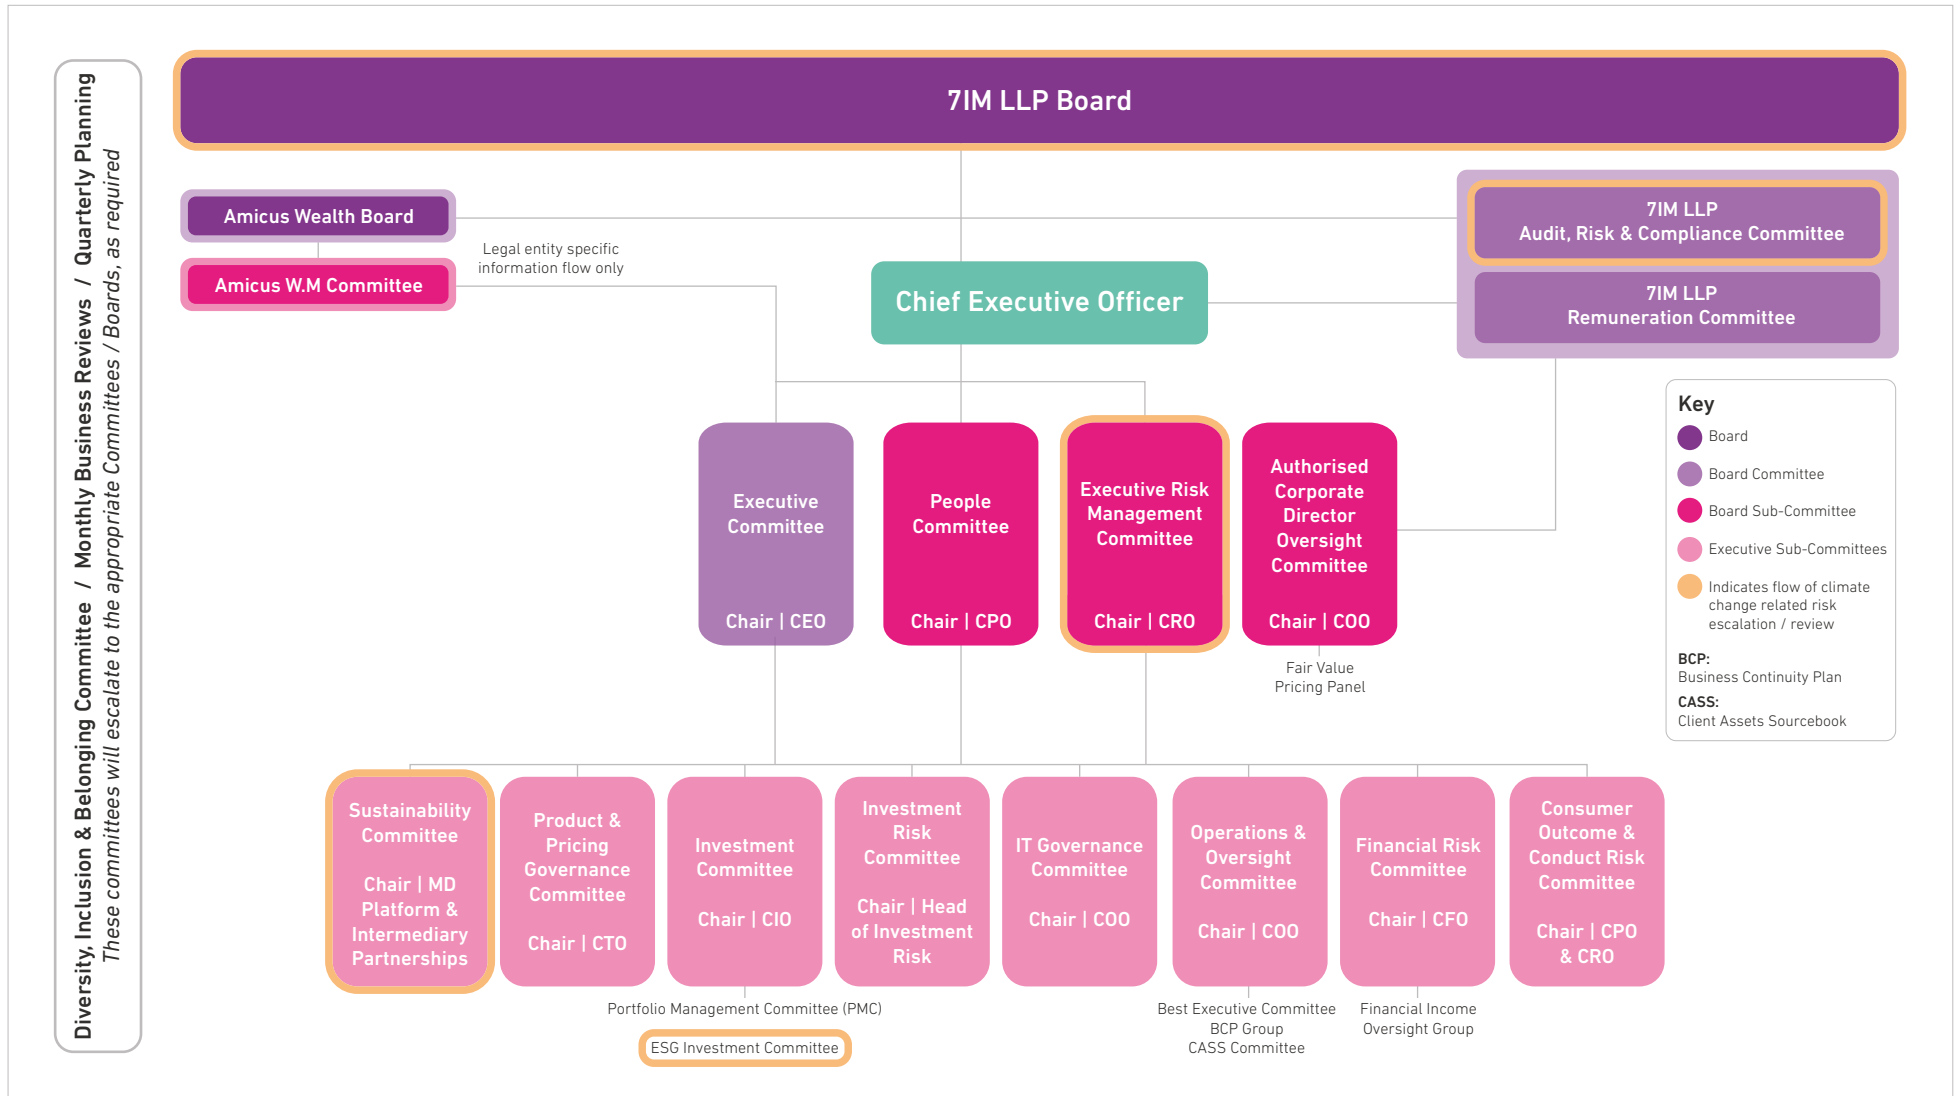 Diversity, Inclusion & Belonging Committee / Monthly Business Reviews / Quarterly Planning
These committees will escalate to the appropriate Committees / Boards, as required
7IM LLP Board
Amicus Wealth Board
Amicus W.M Committee
Legal entity specific
information flow only
Chief Executive Officer
7IM LLP
Audit, Risk & Compliance Committee
7IM LLP
Remuneration Committee
Executive
Committee
Chair | CEO
People
Committee
Chair | CPO
Executive Risk
Management
Committee
Chair | CRO
Authorised
Corporate
Director
Oversight
Committee
Chair | COO
Fair Value
Pricing Panel
Key
Board
Board Committee
Board Sub-Committee
Executive Sub-Committees
Indicates flow of climate
change related risk
escalation / review
BCP:
Business Continuity Plan
CASS:
Client Assets Sourcebook
Sustainability
Committee
Chair | MD
Platform &
Intermediary
Partnerships
Product &
Pricing
Governance
Committee
Chair | CTO
Investment
Committee
Chair | CIO
Portfolio Management Committee (PMC)
ESG Investment Committee
Investment
Risk
Committee
Chair | Head
of Investment
Risk
IT Governance
Committee
Chair | COO
Operations &
Oversight
Committee
Chair | COO
Best Executive Committee
BCP Group
CASS Committee
Financial Risk
Committee
Chair | CFO
Financial Income
Oversight Group
Consumer
Outcome &
Conduct Risk
Committee
Chair | CPO
& CRO